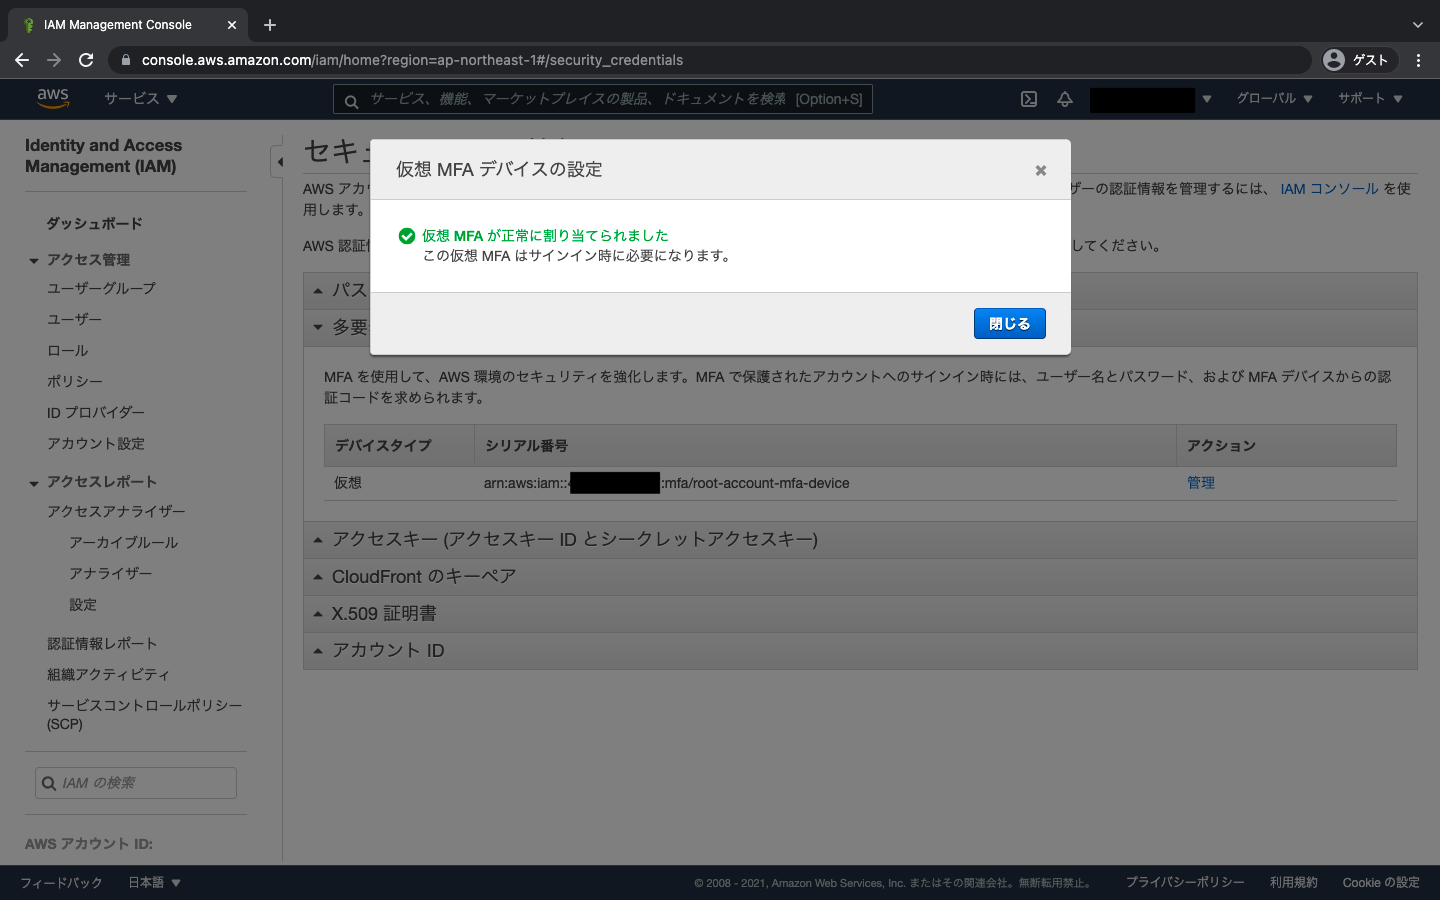 IAM Management Console
console.aws.amazon.com/iam/home?region=ap-northeast-1#/security_credentials
ゲスト
aws
サービス
サービス、機能、マーケットプレイスの製品、ドキュメントを検索 [Option+S]
グローバル
サポート
Identity and Access
Management (IAM)
ダッシュボード
アクセス管理
ユーザーグループ
ユーザー
ロール
ポリシー
ID プロバイダー
アカウント設定
アクセスレポート
アクセスアナライザー
アーカイブルール
アナライザー
設定
認証情報レポート
組織アクティビティ
サービスコントロールポリシー
(SCP)
IAM の検索
AWS アカウント ID:
セキ
AWS アカ
ザーの認証情報を管理するには、 IAM コンソール を使
用します。
AWS 認証
してください。
仮想 MFA デバイスの設定
仮想 MFA が正常に割り当てられました
この仮想 MFA はサインイン時に必要になります。
閉じる
パス
多要
MFA を使用して、AWS 環境のセキュリティを強化します。MFA で保護されたアカウントへのサインイン時には、ユーザー名とパスワード、および MFA デバイスからの認
証コードを求められます。
デバイスタイプ シリアル番号 アクション
仮想 arn:aws:iam:: :mfa/root-account-mfa-device 管理
アクセスキー (アクセスキー ID とシークレットアクセスキー)
CloudFront のキーペア
X.509 証明書
アカウント ID
フィードバック
日本語
© 2008 - 2021, Amazon Web Services, Inc. またはその関連会社。無断転用禁止。
プライバシーポリシー
利用規約
Cookie の設定